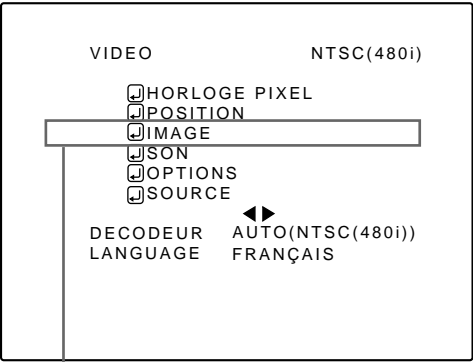 VIDEO NTSC(480i)
HORLOGE PIXEL
POSITION
IMAGE
SON
OPTIONS
SOURCE
DECODEUR AUTO(NTSC(480i))
LANGUAGE FRANÇAIS